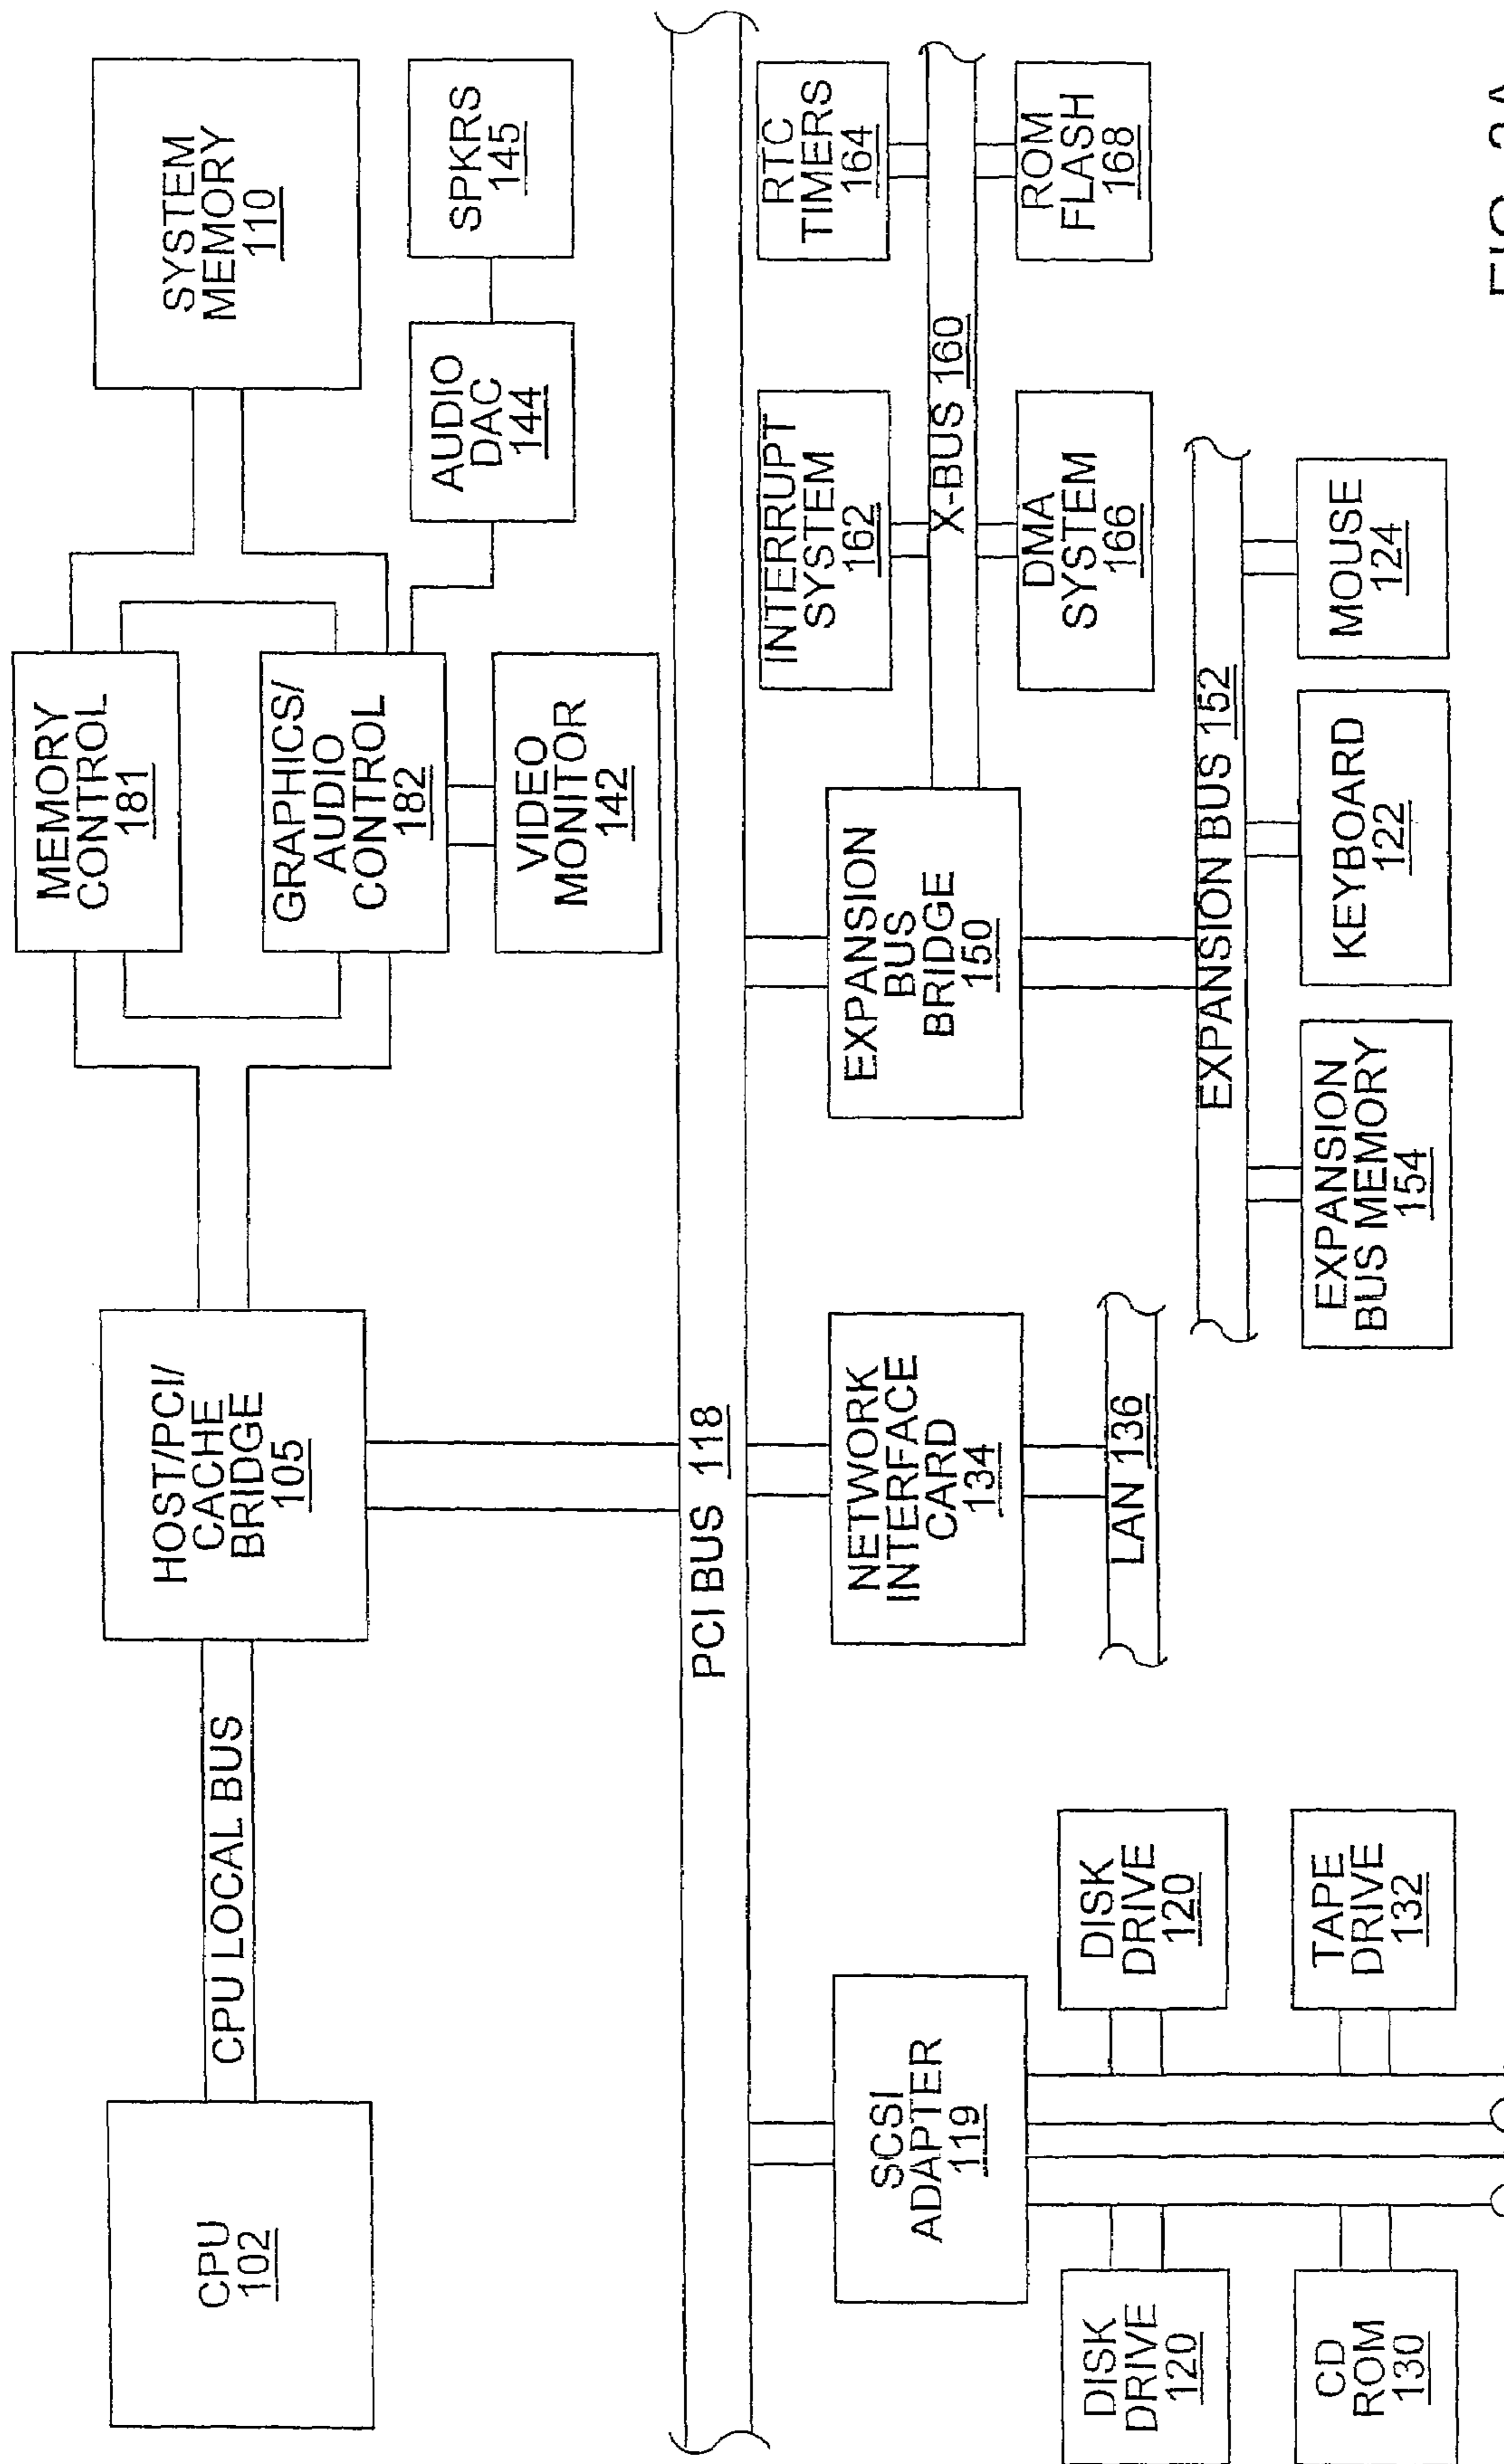 CPU
102
CPU LOCAL BUS
HOST/PCI/
CACHE
BRIDGE
105
MEMORY
CONTROL
181
GRAPHICS/
AUDIO
CONTROL
182
VIDEO
MONITOR
142
SYSTEM
MEMORY
110
AUDIO
DAC
144
SPKRS
145
PCI BUS 118
SCSI
ADAPTER
119
DISK
DRIVE
120
DISK
DRIVE
120
CD
ROM
130
TAPE
DRIVE
132
NETWORK
INTERFACE
CARD
134
LAN 136
EXPANSION
BUS
BRIDGE
150
INTERRUPT
SYSTEM
162
RTC
TIMERS
164
X-BUS 160
DMA
SYSTEM
166
ROM
FLASH
168
EXPANSION BUS 152
EXPANSION
BUS MEMORY
154
KEYBOARD
122
MOUSE
124
FIG.